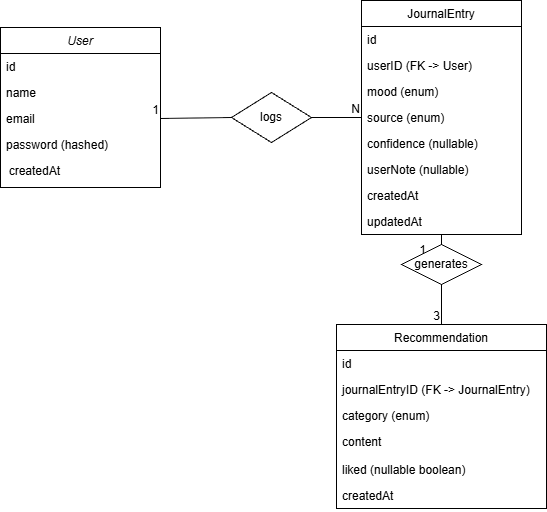 User
id
name
email
password (hashed)
createdAt
1
logs
N
JournalEntry
id
userID (FK -> User)
mood (enum)
source (enum)
confidence (nullable)
userNote (nullable)
createdAt
updatedAt
1
generates
3
Recommendation
id
journalEntryID (FK -> JournalEntry)
category (enum)
content
liked (nullable boolean)
createdAt